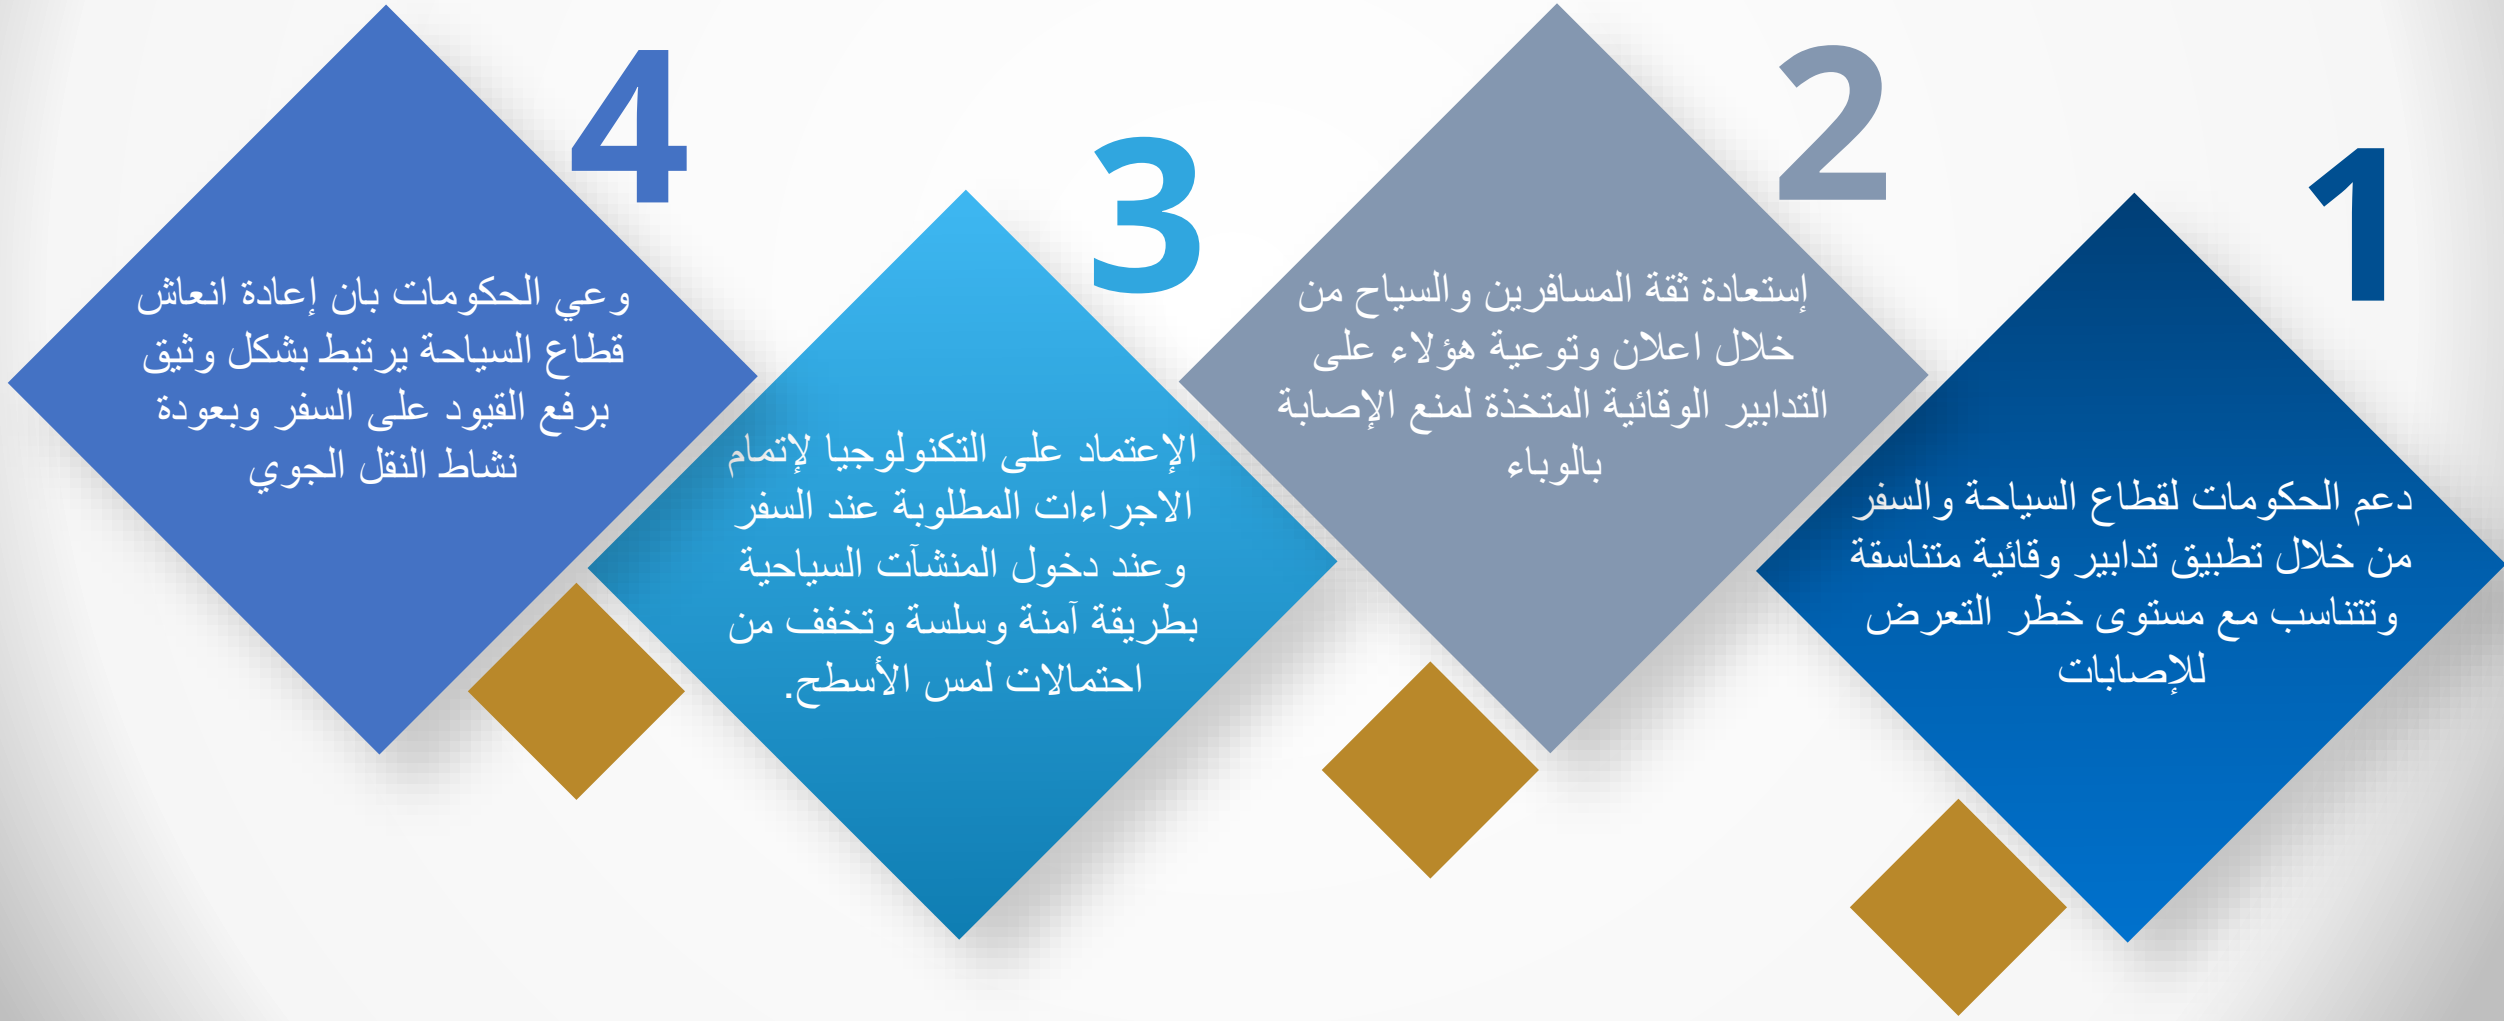 1
دعم الحكومات لقطاع السياحة والسفر
من خلال تطبيق تدابير وقائية متناسقة
وتتناسب مع مستوى خطر التعرض
للإصابات
2
إستعادة ثقة المسافرين والسياح من
خلال اعلان وتوعية هؤلاء على
التدابير الوقائية المتخذة لمنع الإصابة
بالوباء
3
الإعتماد على التكنولوجيا لإتمام
الاجراءات المطلوبة عند السفر
وعند دخول المنشآت السياحية
بطريقة آمنة وسلسة وتخفف من
احتمالات لمس الأسطح.
4
وعي الحكومات بان إعادة انعاش
قطاع السياحة يرتبط بشكل وثيق
برفع القيود على السفر وبعودة
نشاط النقل الجوي